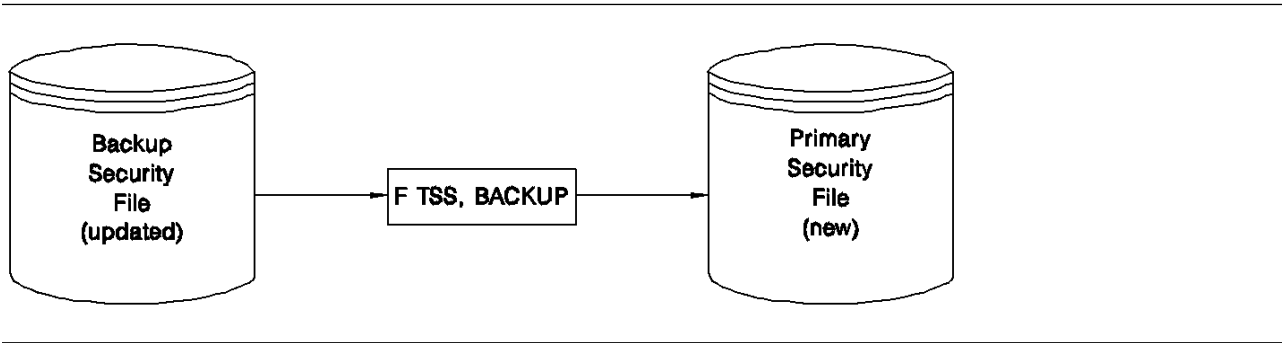 Backup
Security
File
(updated)
F TSS, BACKUP
Primary
Security
File
(new)